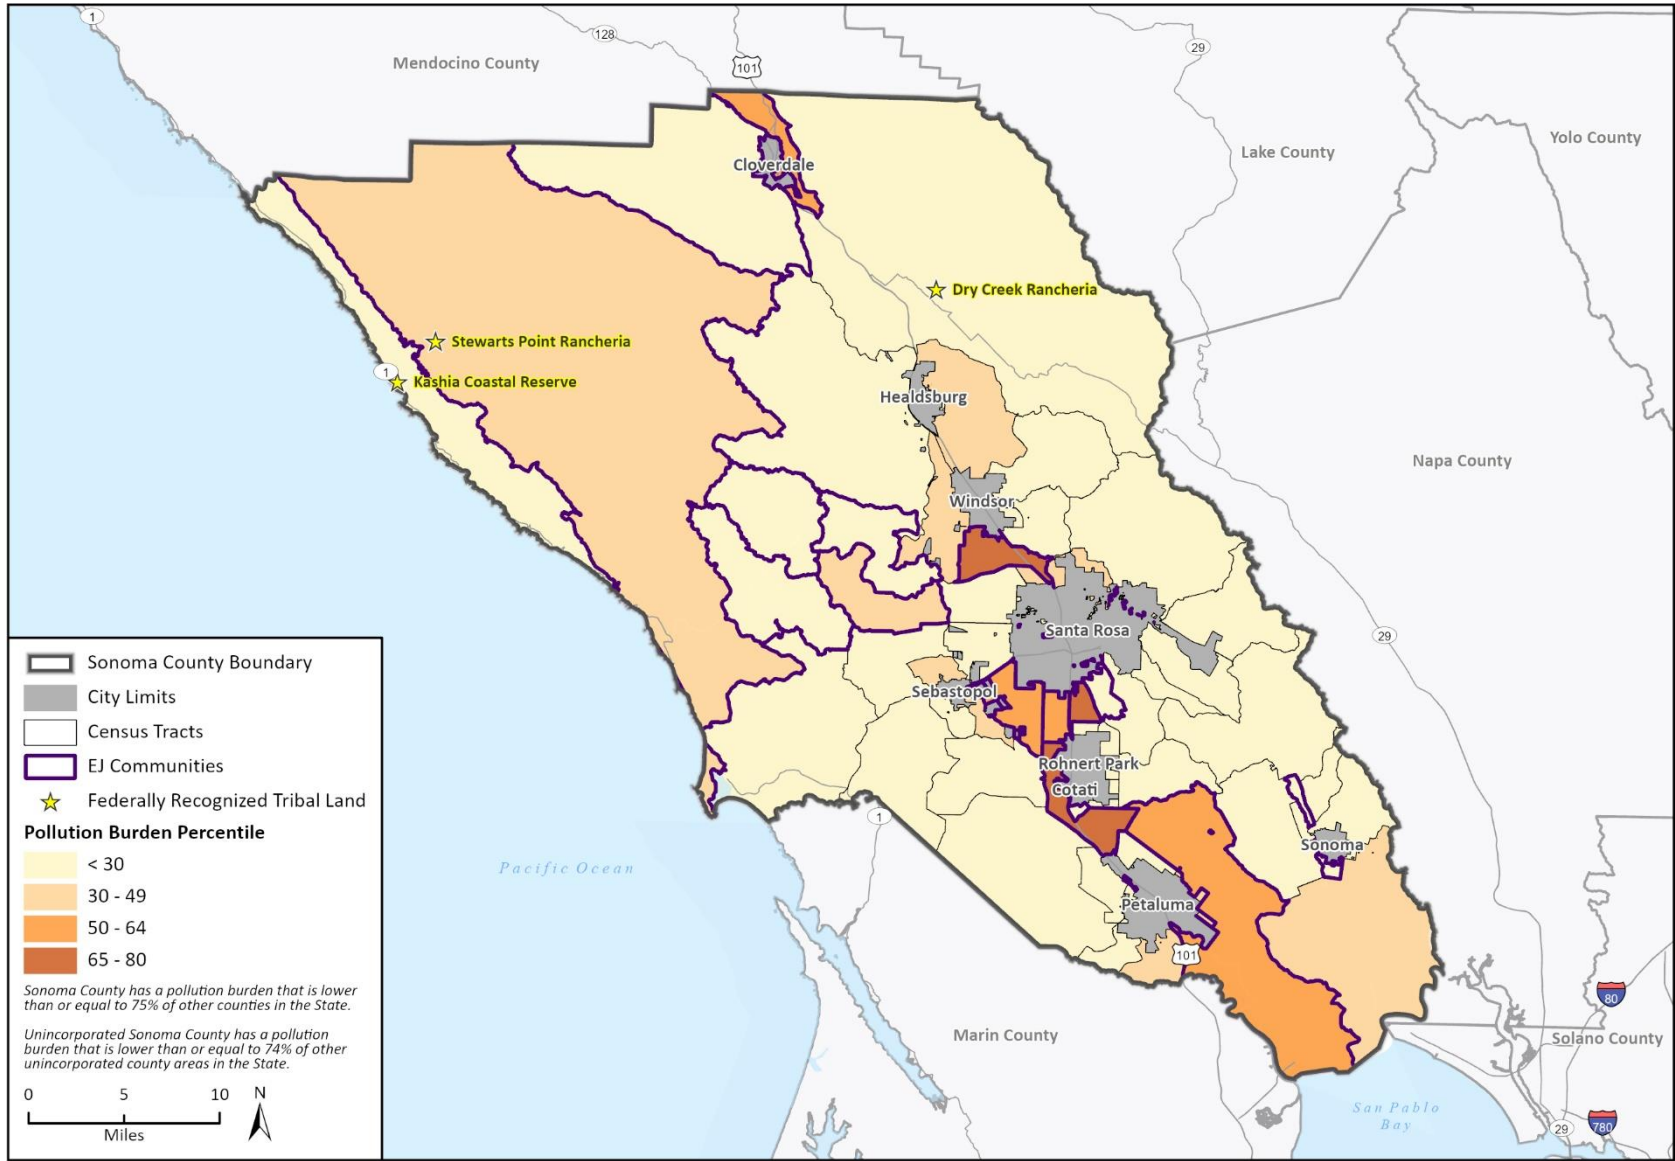 1
128
101
29
Mendocino County
Lake County
Yolo County
Cloverdale
Dry Creek Rancheria
Stewarts Point Rancheria
1
Kashia Coastal Reserve
Healdsburg
Napa County
Windsor
Santa Rosa
29
Sebastopol
Rohnert Park
Cotati
1
Sonoma
Pacific Ocean
Petaluma
101
80
Marin County
Solano County
San Pablo
Bay
29
780
Sonoma County Boundary
City Limits
Census Tracts
EJ Communities
Federally Recognized Tribal Land
Pollution Burden Percentile
< 30
30 - 49
50 - 64
65 - 80
Sonoma County has a pollution burden that is lower
than or equal to 75% of other counties in the State.
Unincorporated Sonoma County has a pollution
burden that is lower than or equal to 74% of other
unincorporated county areas in the State.
0 5 10
Miles
N